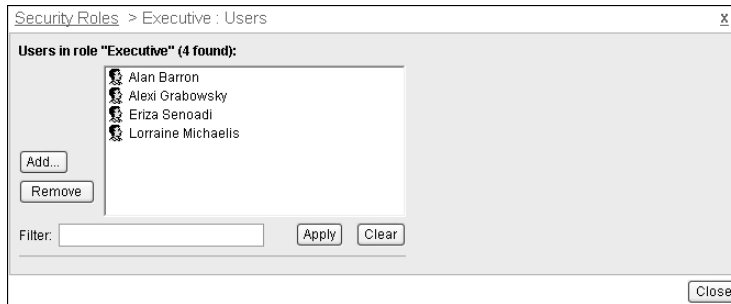 Security Roles > Executive : Users x
Users in role "Executive" (4 found):
Alan Barron
Alexi Grabowsky
Eriza Senoadi
Lorraine Michaelis
Add...
Remove
Filter: Apply Clear
Close